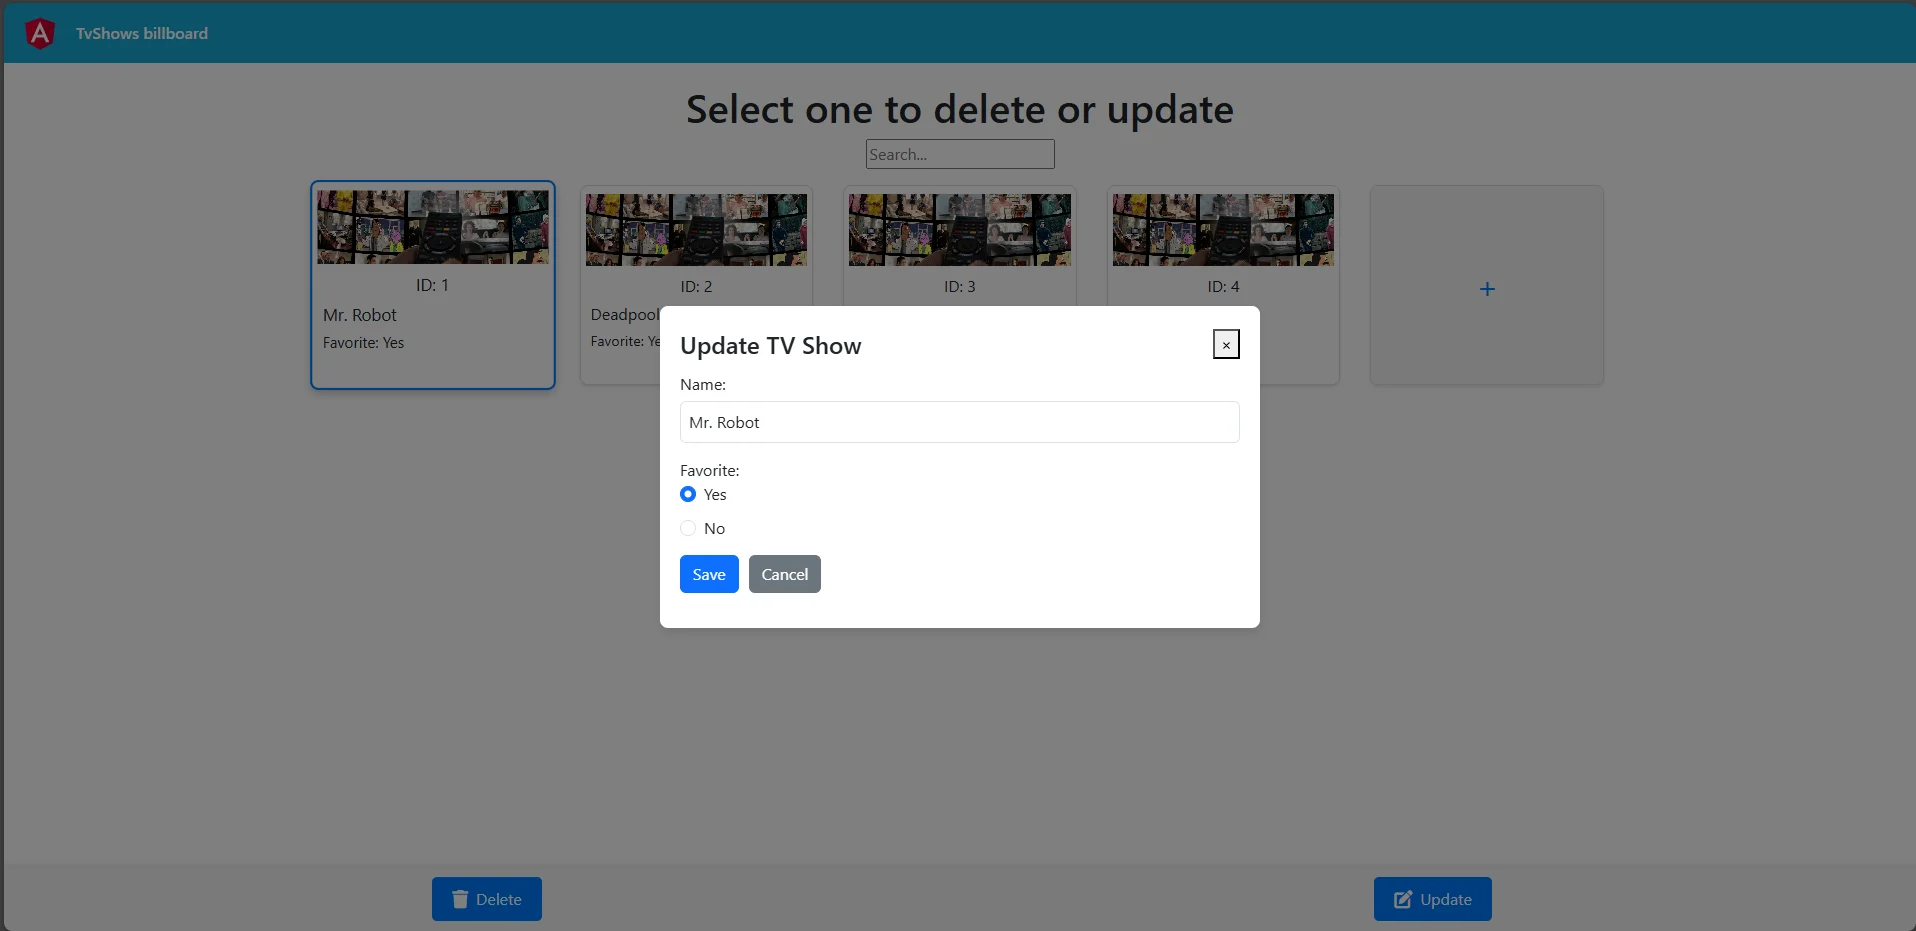 A
TvShows billboard
Select one to delete or update
Search...
ID: 1
Mr. Robot
Favorite: Yes
ID: 2
Deadpool
Favorite: Ye
ID: 3
ID: 4
+
Update TV Show
×
Name:
Mr. Robot
Favorite:
Yes
No
Save
Cancel
Delete
Update